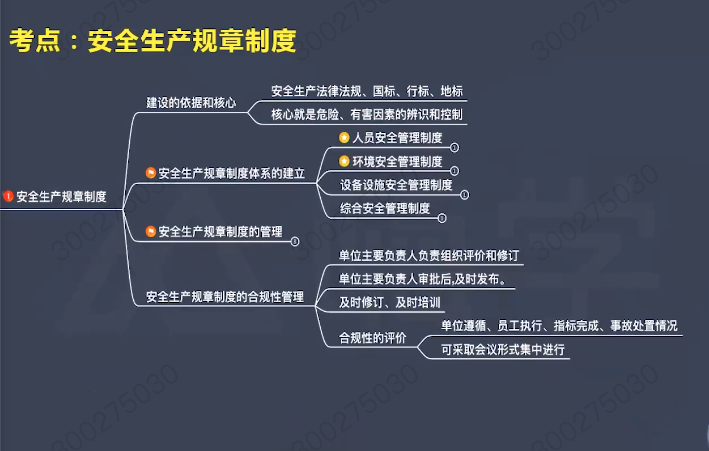 考点：安全生产规章制度
安全生产规章制度
建设的依据和核心
安全生产法律法规、国标、行标、地标
核心就是危险、有害因素的辨识和控制
安全生产规章制度体系的建立
人员安全管理制度
环境安全管理制度
设备设施安全管理制度
综合安全管理制度
安全生产规章制度的管理
安全生产规章制度的合规性管理
单位主要负责人负责组织评价和修订
单位主要负责人审批后,及时发布。
及时修订、及时培训
合规性的评价
单位遵循、员工执行、指标完成、事故处置情况
可采取会议形式集中进行
300275030
300275030
300275030
300275030
300275030
300275030
300275030
300275030